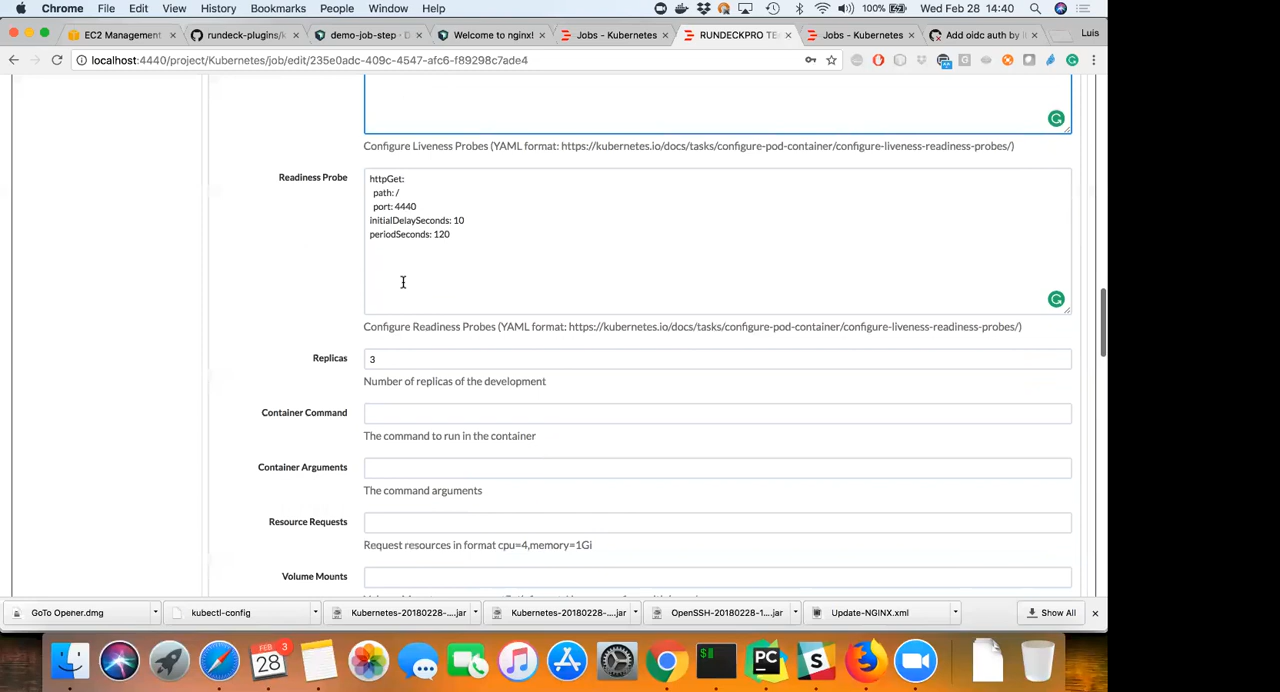 Chrome File Edit View History Bookmarks People Window Help 100% Wed Feb 28 14:40
EC2 Management rundeck-plugins/k demo-job-step · D Welcome to nginx! Jobs - Kubernetes RUNDECKPRO TE Jobs - Kubernetes Add oidc auth by l Luis
localhost:4440/project/Kubernetes/job/edit/235e0adc-409c-4547-afc6-f89298c7ade4
Configure Liveness Probes (YAML format: https://kubernetes.io/docs/tasks/configure-pod-container/configure-liveness-readiness-probes/)
Readiness Probe
httpGet:
path: /
port: 4440
initialDelaySeconds: 10
periodSeconds: 120
Configure Readiness Probes (YAML format: https://kubernetes.io/docs/tasks/configure-pod-container/configure-liveness-readiness-probes/)
Replicas 3
Number of replicas of the development
Container Command
The command to run in the container
Container Arguments
The command arguments
Resource Requests
Request resources in format cpu=4,memory=1Gi
Volume Mounts
GoTo Opener.dmg kubectl-config Kubernetes-20180228-....jar Kubernetes-20180228-....jar OpenSSH-20180228-1....jar Update-NGINX.xml Show All
FEB 3
28
PC